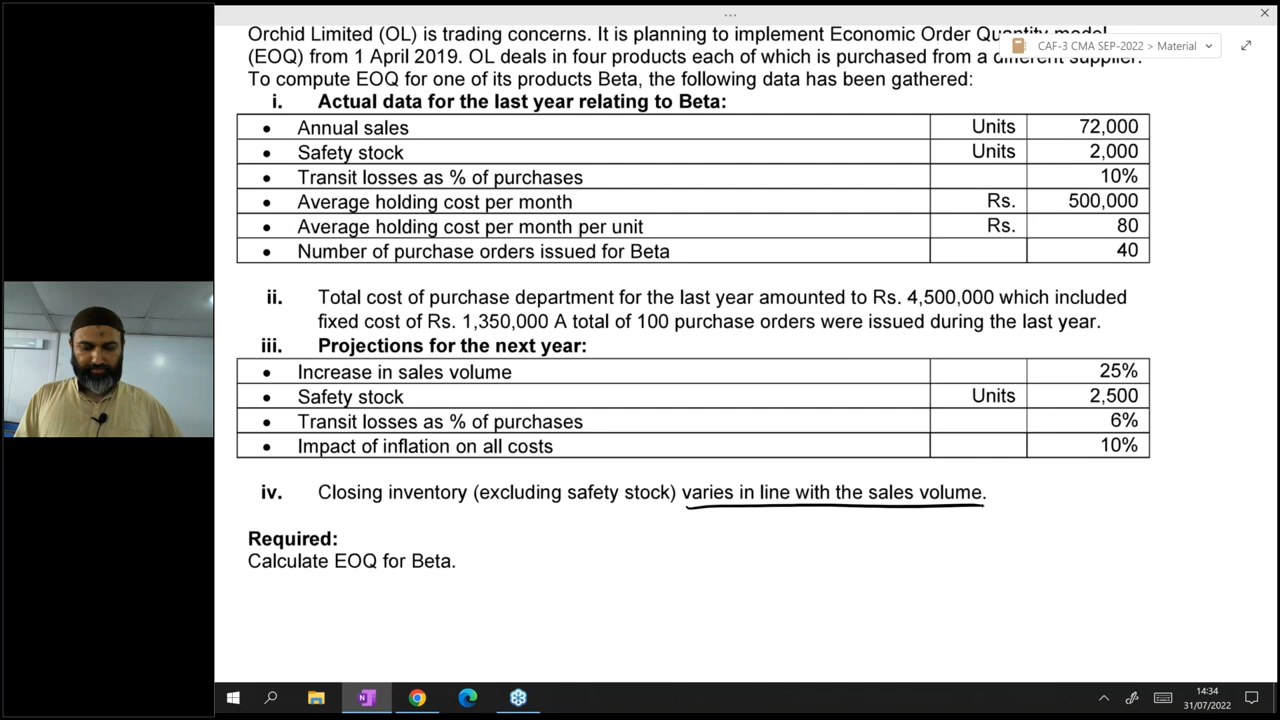 Orchid Limited (OL) is trading concerns. It is planning to implement Economic Order Quantity model
(EOQ) from 1 April 2019. OL deals in four products each of which is purchased from a different supplier.
To compute EOQ for one of its products Beta, the following data has been gathered:
CAF-3 CMA SEP-2022 > Material
i. Actual data for the last year relating to Beta:
• Annual sales Units 72,000
• Safety stock Units 2,000
• Transit losses as % of purchases 10%
• Average holding cost per month Rs. 500,000
• Average holding cost per month per unit Rs. 80
• Number of purchase orders issued for Beta 40
ii. Total cost of purchase department for the last year amounted to Rs. 4,500,000 which included
fixed cost of Rs. 1,350,000 A total of 100 purchase orders were issued during the last year.
iii. Projections for the next year:
• Increase in sales volume 25%
• Safety stock Units 2,500
• Transit losses as % of purchases 6%
• Impact of inflation on all costs 10%
iv. Closing inventory (excluding safety stock) varies in line with the sales volume.
Required:
Calculate EOQ for Beta.
14:34
31/07/2022